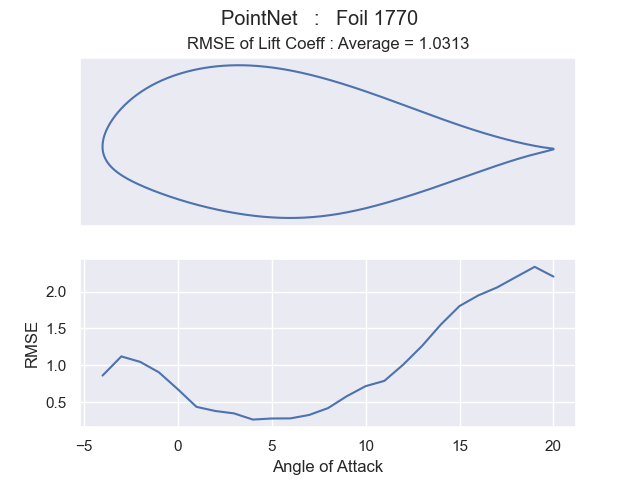 PointNet : Foil 1770
RMSE of Lift Coeff : Average = 1.0313
2.0
1.5
1.0
0.5
RMSE
−5 0 5 10 15 20
Angle of Attack